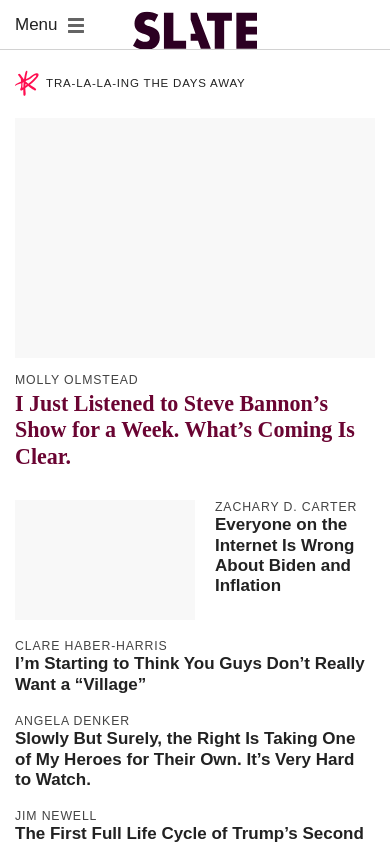 Menu
SLATE
TRA-LA-LA-ING THE DAYS AWAY
MOLLY OLMSTEAD
I Just Listened to Steve Bannon’s
Show for a Week. What’s Coming Is
Clear.
ZACHARY D. CARTER
Everyone on the
Internet Is Wrong
About Biden and
Inflation
CLARE HABER-HARRIS
I’m Starting to Think You Guys Don’t Really
Want a “Village”
ANGELA DENKER
Slowly But Surely, the Right Is Taking One
of My Heroes for Their Own. It’s Very Hard
to Watch.
JIM NEWELL
The First Full Life Cycle of Trump’s Second